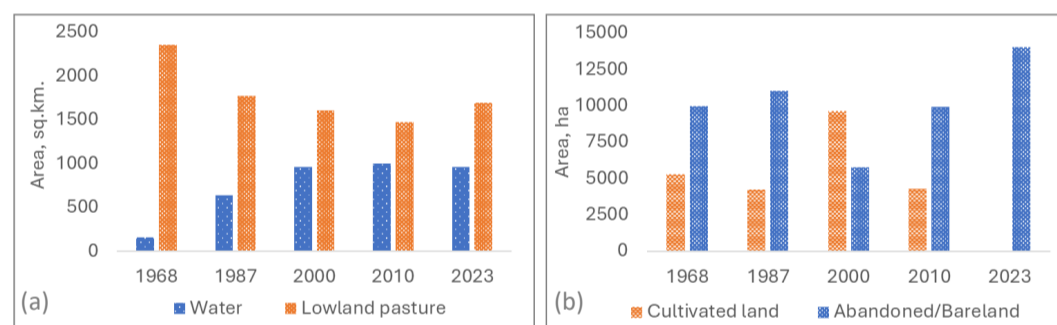 2500
2000
1500
1000
500
0
Area, sq.km.
1968 1987 2000 2010 2023
(a)
Water Lowland pasture
15000
12500
10000
7500
5000
2500
0
Area, ha
1968 1987 2000 2010 2023
(b)
Cultivated land Abandoned/Bareland